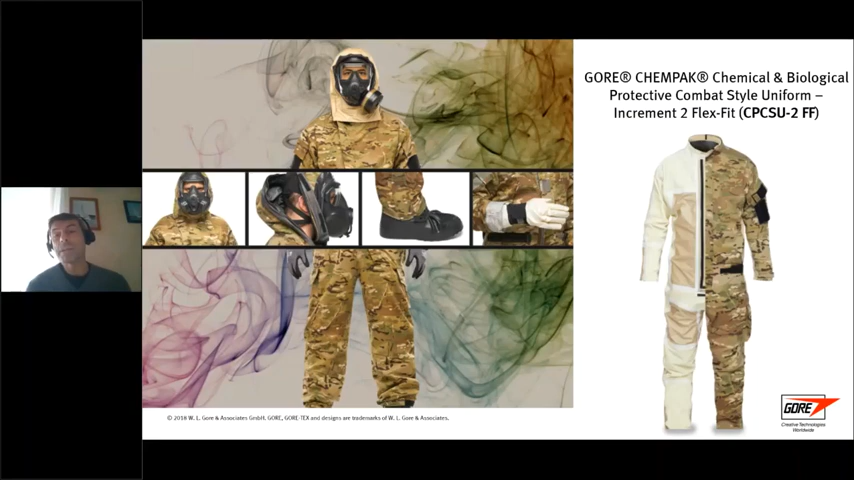 GORE® CHEMPAK® Chemical & Biological
Protective Combat Style Uniform –
Increment 2 Flex-Fit (CPCSU-2 FF)
© 2018 W. L. Gore & Associates GmbH. GORE, GORE-TEX and designs are trademarks of W. L. Gore & Associates.
GORE
Creative Technologies
Worldwide